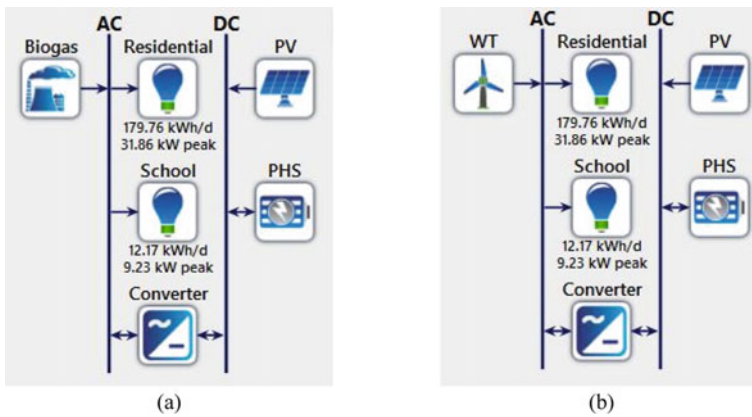 AC DC
Biogas Residential PV
179.76 kWh/d
31.86 kW peak
School PHS
12.17 kWh/d
9.23 kW peak
Converter
(a)
AC DC
WT Residential PV
179.76 kWh/d
31.86 kW peak
School PHS
12.17 kWh/d
9.23 kW peak
Converter
(b)